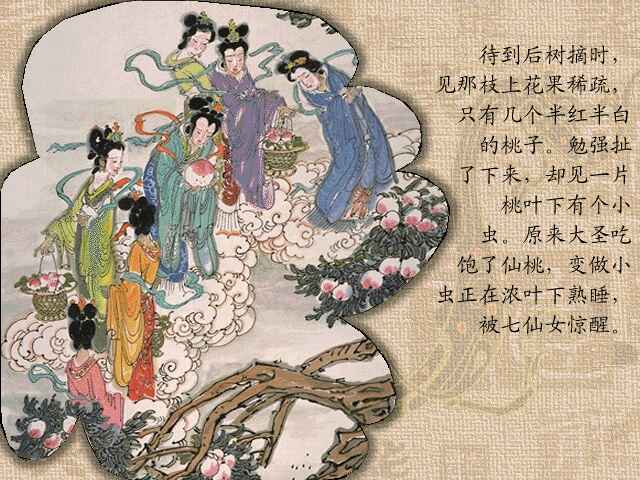 待到后树摘时，
见那枝上花果稀疏，
只有几个半红半白
的桃子。勉强扯
了下来，却见一片
桃叶下有个小
虫。原来大圣吃
饱了仙桃，变做小
虫正在浓叶下熟睡，
被七仙女惊醒。